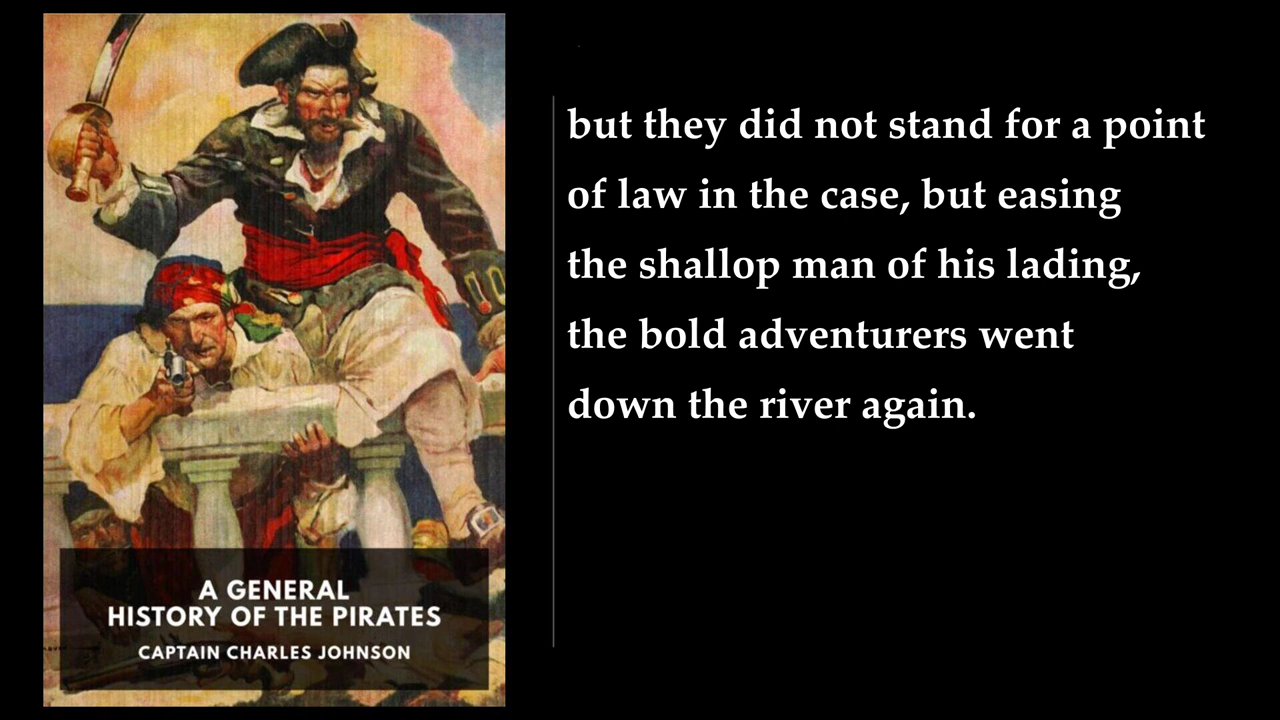 but they did not stand for a point
of law in the case, but easing
the shallop man of his lading,
the bold adventurers went
down the river again.
A GENERAL
HISTORY OF THE PIRATES
CAPTAIN CHARLES JOHNSON